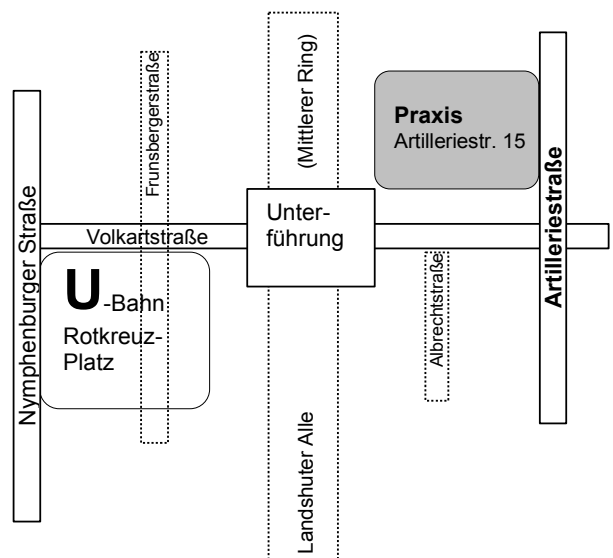 Nymphenburger Straße
Frunsbergerstraße
Volkartstraße
U-Bahn
Rotkreuz-
Platz
(Mittlerer Ring)
Unter-
führung
Landshuter Alle
Praxis
Artilleriestr. 15
Albrechtstraße
Artilleriestraße